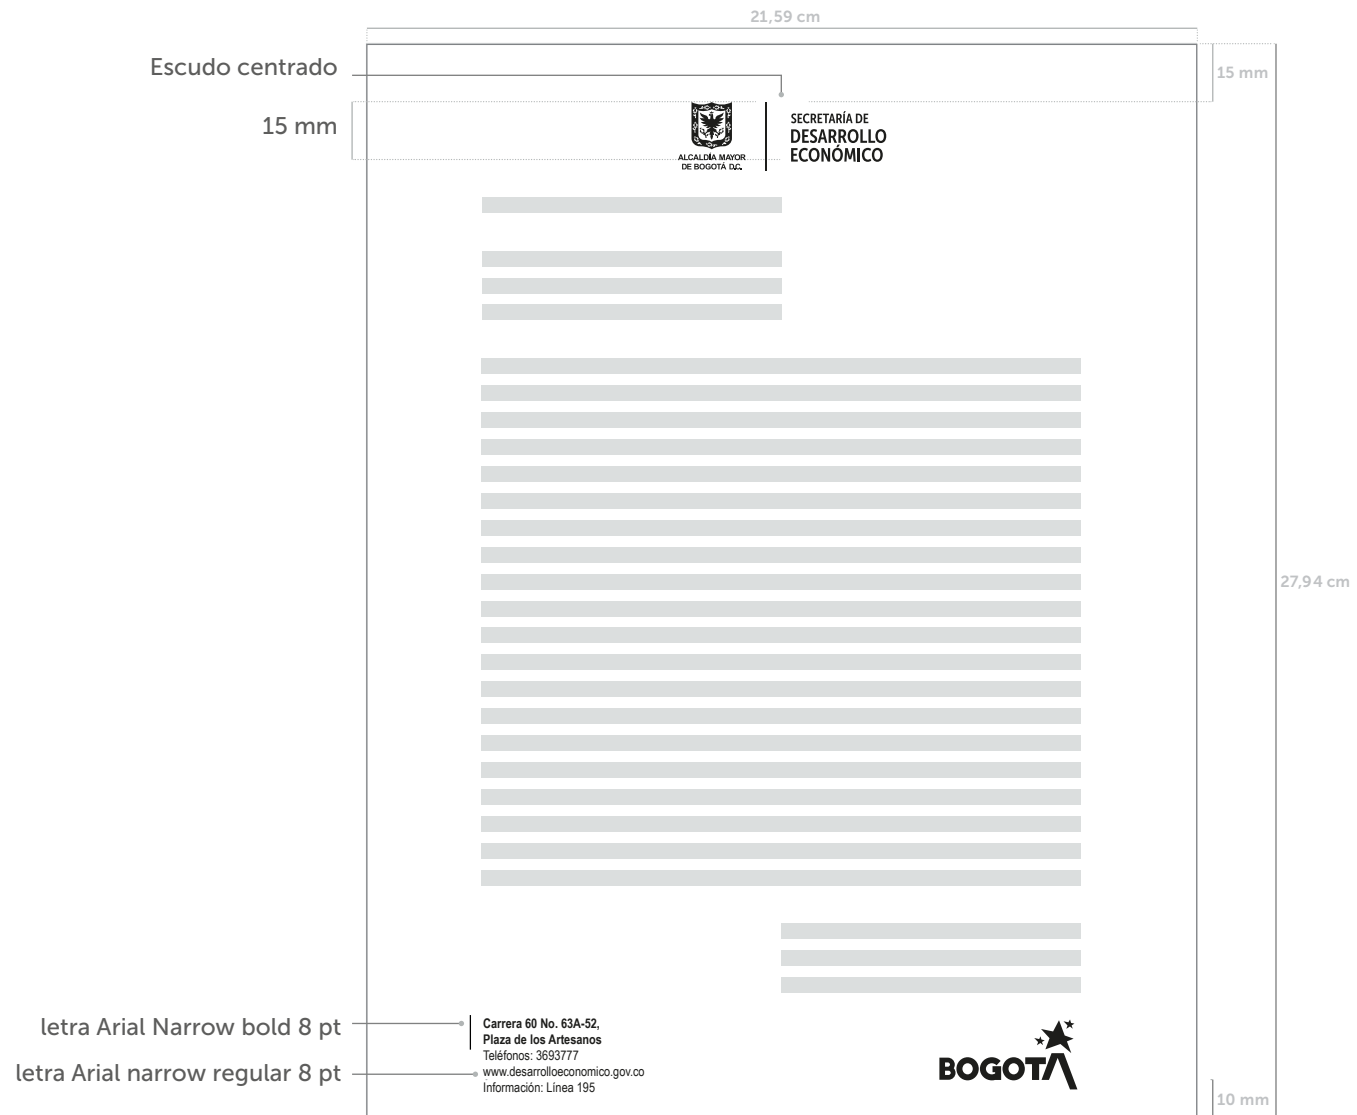 21,59 cm
Escudo centrado
15 mm
15 mm
ALCALDÍA MAYOR
DE BOGOTÁ D.C.
SECRETARÍA DE
DESARROLLO
ECONÓMICO
27,94 cm
letra Arial Narrow bold 8 pt
letra Arial narrow regular 8 pt
Carrera 60 No. 63A-52,
Plaza de los Artesanos
Teléfonos: 3693777
www.desarrolloeconomico.gov.co
Información: Línea 195
BOGOTÁ
10 mm